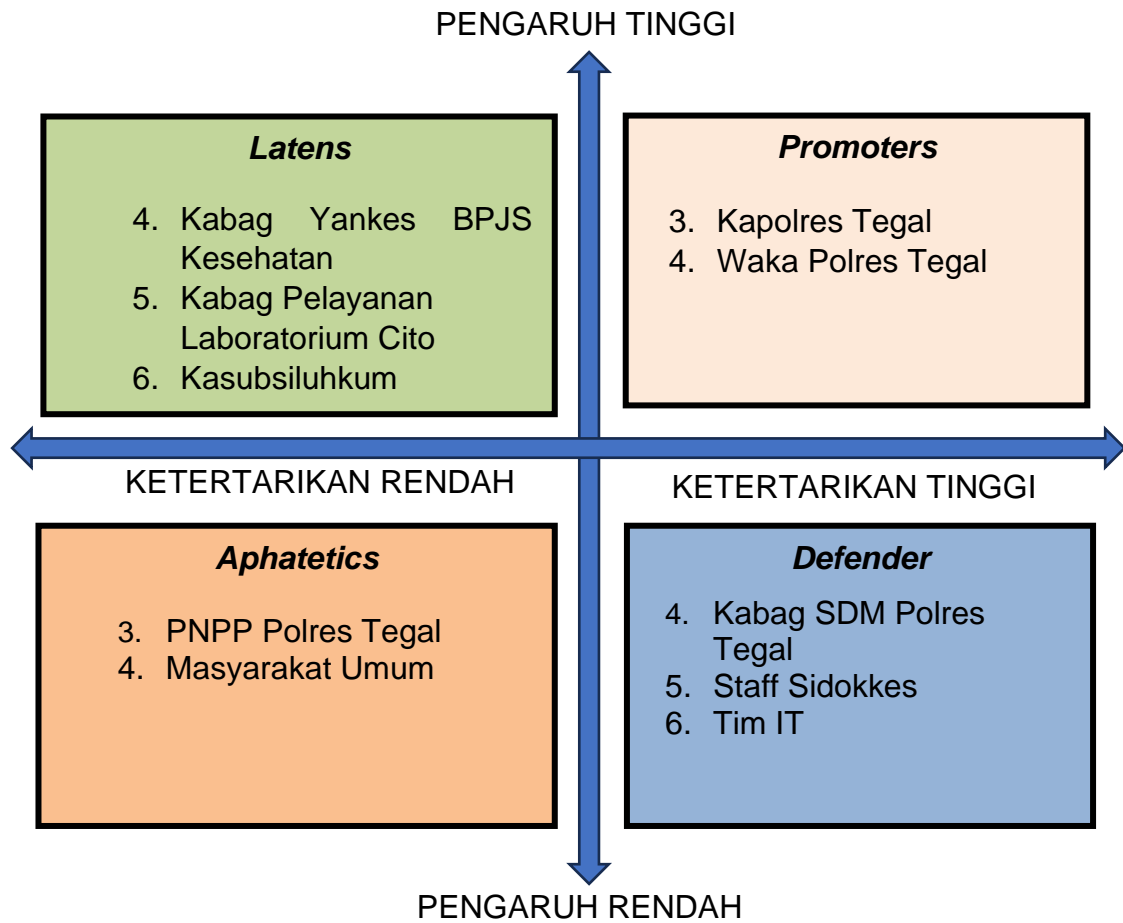 PENGARUH TINGGI
Latens
4. Kabag Yankes BPJS
Kesehatan
5. Kabag Pelayanan
Laboratorium Cito
6. Kasubsiluhkum
Promoters
3. Kapolres Tegal
4. Waka Polres Tegal
KETERTARIKAN RENDAH
KETERTARIKAN TINGGI
Aphatetics
3. PNPP Polres Tegal
4. Masyarakat Umum
Defender
4. Kabag SDM Polres
Tegal
5. Staff Sidokkes
6. Tim IT
PENGARUH RENDAH